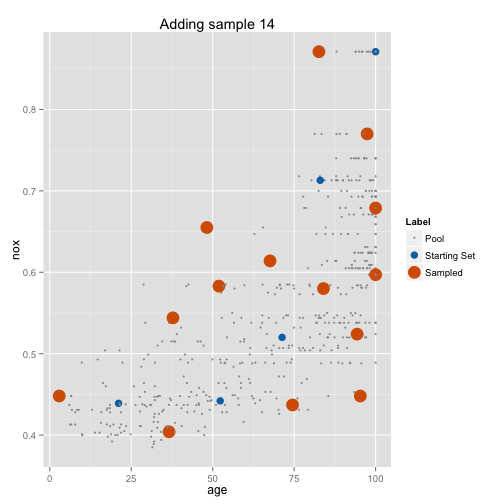 Adding sample 14
nox
0.8
0.7
0.6
0.5
0.4
0 25 50 75 100
age
Label
Pool
Starting Set
Sampled